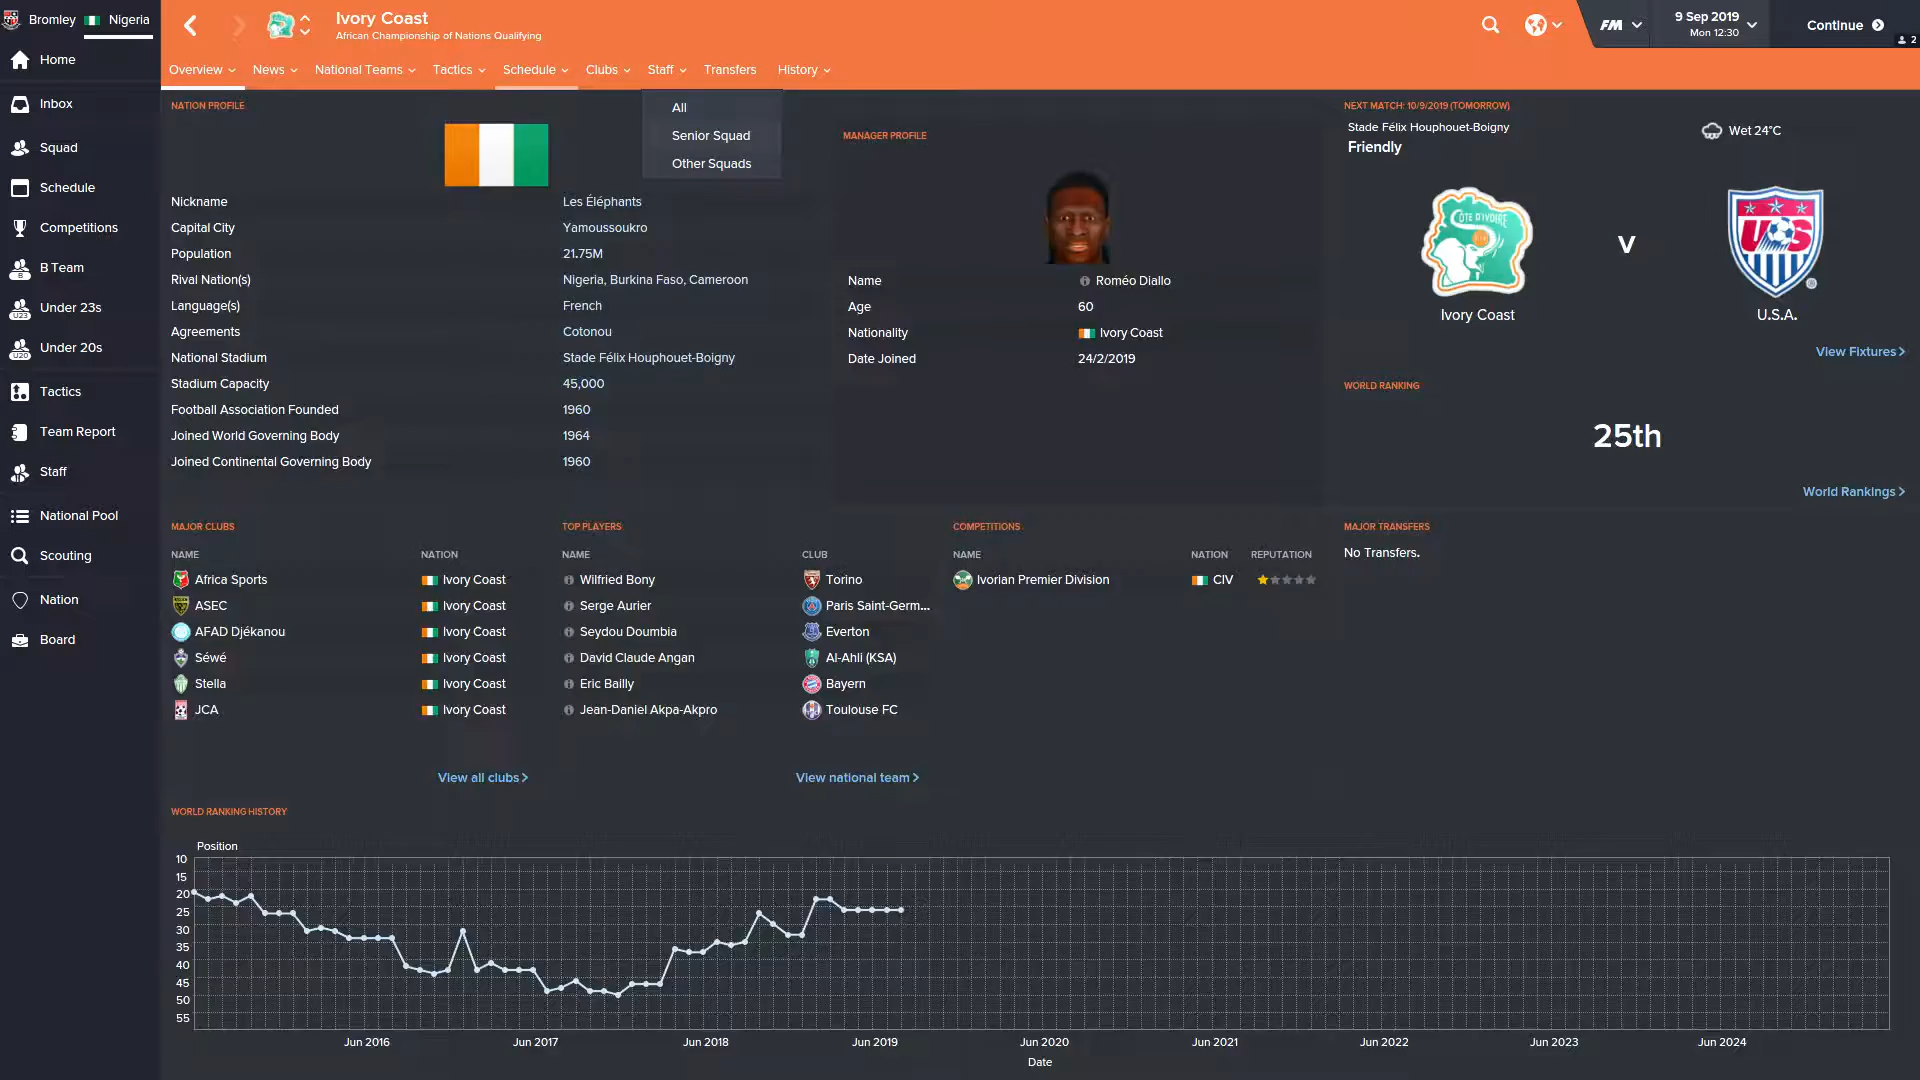 Bromley
Nigeria
Home
Inbox
Squad
Schedule
Competitions
B Team
Under 23s
Under 20s
Tactics
Team Report
Staff
National Pool
Scouting
Nation
Board
Ivory Coast
African Championship of Nations Qualifying
FM
9 Sep 2019
Mon 12:30
Continue
2
Overview
News
National Teams
Tactics
Schedule
Clubs
Staff
Transfers
History
All
Senior Squad
Other Squads
NATION PROFILE
Nickname Les Éléphants
Capital City Yamoussoukro
Population 21.75M
Rival Nation(s) Nigeria, Burkina Faso, Cameroon
Language(s) French
Agreements Cotonou
National Stadium Stade Félix Houphouet-Boigny
Stadium Capacity 45,000
Football Association Founded 1960
Joined World Governing Body 1964
Joined Continental Governing Body 1960
MANAGER PROFILE
Name Roméo Diallo
Age 60
Nationality Ivory Coast
Date Joined 24/2/2019
NEXT MATCH: 10/9/2019 (TOMORROW)
Stade Félix Houphouet-Boigny
Friendly
Wet 24°C
CÔTE D'IVOIRE
V
US
Ivory Coast
U.S.A.
View Fixtures
WORLD RANKING
25th
World Rankings
MAJOR CLUBS
NAME NATION
Africa Sports Ivory Coast
ASEC Ivory Coast
AFAD Djékanou Ivory Coast
Séwé Ivory Coast
Stella Ivory Coast
JCA Ivory Coast
View all clubs
TOP PLAYERS
NAME CLUB
Wilfried Bony Torino
Serge Aurier Paris Saint-Germ...
Seydou Doumbia Everton
David Claude Angan Al-Ahli (KSA)
Eric Bailly Bayern
Jean-Daniel Akpa-Akpro Toulouse FC
View national team
COMPETITIONS
NAME NATION REPUTATION
Ivorian Premier Division CIV
MAJOR TRANSFERS
No Transfers.
WORLD RANKING HISTORY
Position
10
15
20
25
30
35
40
45
50
55
Jun 2016 Jun 2017 Jun 2018 Jun 2019 Jun 2020 Jun 2021 Jun 2022 Jun 2023 Jun 2024
Date